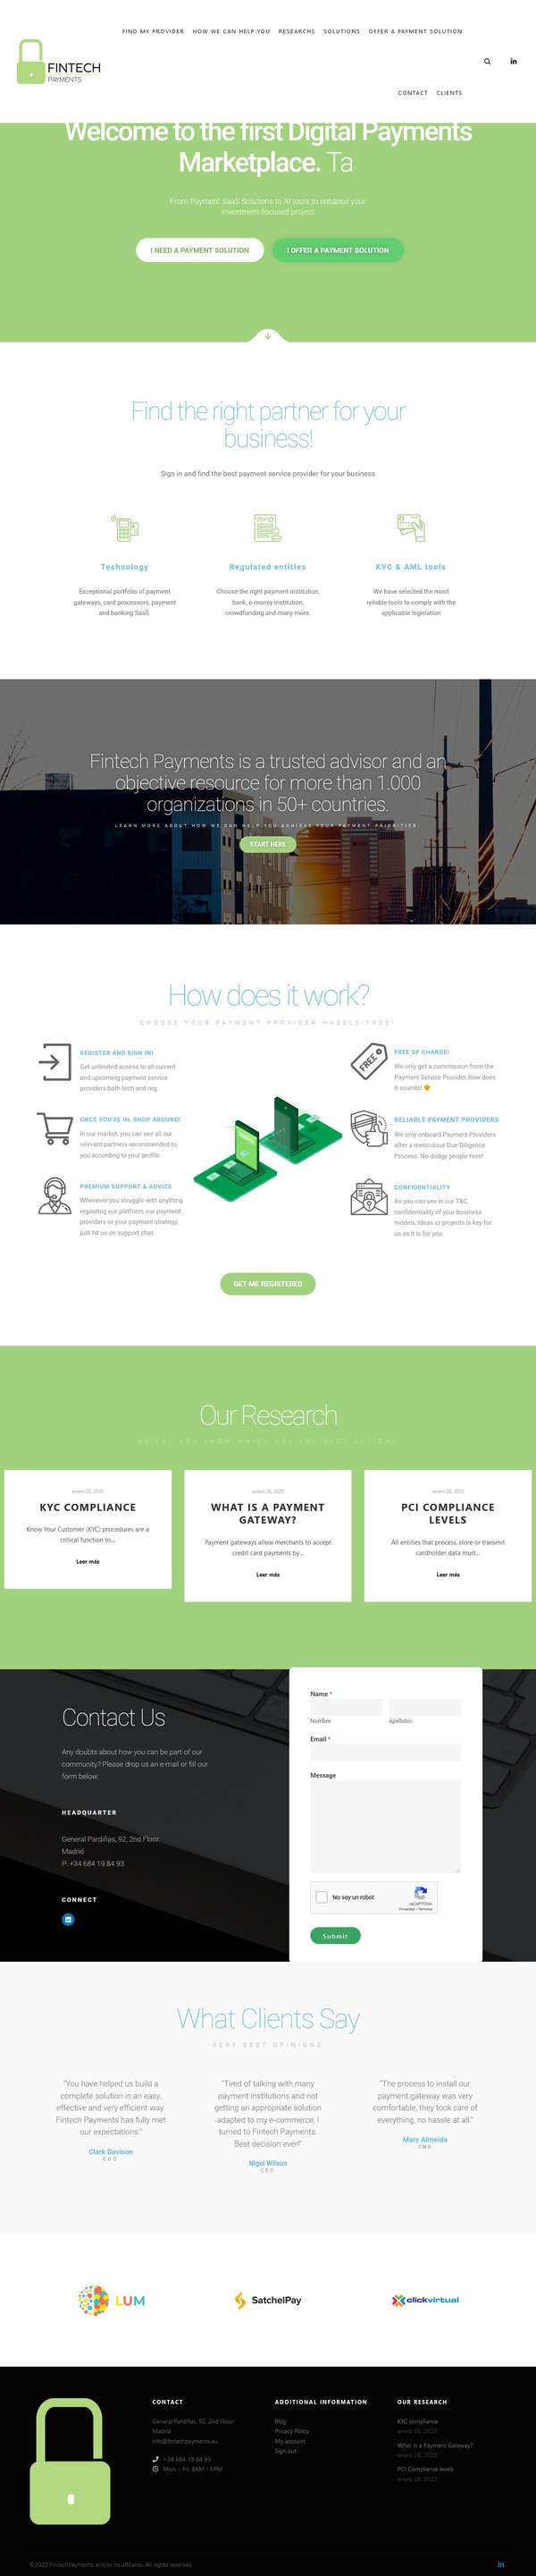 FIND MY PROVIDER HOW WE CAN HELP YOU RESEARCHS SOLUTIONS OFFER A PAYMENT SOLUTION
FINTECH
PAYMENTS
CONTACT CLIENTS
Welcome to the first Digital Payments
Marketplace. Ta
From Payment SaaS Solutions to AI tools to enhance your
investment-focused project
I NEED A PAYMENT SOLUTION
I OFFER A PAYMENT SOLUTION
Find the right partner for your
business!
Sign in and find the best payment service provider for your business
Technology
Exceptional portfolio of payment
gateways, card processors, payment
and banking SaaS
Regulated entities
Choose the right payment institution,
bank, e-money institution,
crowdfunding and many more.
KYC & AML tools
We have selected the most
reliable tools to comply with the
applicable legislation
Fintech Payments is a trusted advisor and an
objective resource for more than 1.000
organizations in 50+ countries.
LEARN MORE ABOUT HOW WE CAN HELP YOU ACHIEVE YOUR PAYMENT PRIORITIES.
START HERE
How does it work?
CHOOSE YOUR PAYMENT PROVIDER HASSLE-FREE!
REGISTER AND SIGN IN!
Get unlimited access to all current
and upcoming payment service
providers both tech and reg.
ONCE YOU'RE IN, SHOP AROUND!
In our market, you can see all our
relevant partners recommended to
you according to your profile.
PREMIUM SUPPORT & ADVICE
Whenever you struggle with anything
regarding our platform, our payment
providers or your payment strategy,
just hit us on support chat.
FREE
FREE OF CHARGE!
We only get a commission from the
Payment Service Provider, how does
it sounds!
RELIABLE PAYMENT PROVIDERS
We only onboard Payment Providers
after a meticulous Due Diligence
Process. No dodgy people here!
CONFIDENTIALITY
As you can see in our T&C,
confidentiality of your business
models, ideas or projects is key for
us as it is for you.
GET ME REGISTERED
Our Research
enero 28, 2020
KYC COMPLIANCE
Know Your Customer (KYC) procedures are a
critical function to...
Leer más
enero 28, 2020
WHAT IS A PAYMENT
GATEWAY?
Payment gateways allow merchants to accept
credit card payments by...
Leer más
enero 28, 2020
PCI COMPLIANCE
LEVELS
All entities that process, store or transmit
cardholder data must...
Leer más
Contact Us
Any doubts about how you can be part of our
community? Please drop us an e-mail or fill our
form below.
HEADQUARTER
General Pardiñas, 92, 2nd Floor.
Madrid
P: +34 684 19 84 93
CONNECT
Name *
Nombre
Apellidos
Email *
Message
No soy un robot
reCAPTCHA
Privacidad - Términos
Submit
What Clients Say
VERY BEST OPINIONS
"You have helped us build a
complete solution in an easy,
effective and very efficient way.
Fintech Payments has fully met
our expectations."
Clark Davison
"Tired of talking with many
payment institutions and not
getting an appropriate solution
adapted to my e-commerce, I
turned to Fintech Payments.
Best decision ever!"
Nigel Wilson
CEO
"The process to install our
payment gateway was very
comfortable, they took care of
everything, no hassle at all."
Mary Almeida
LUM
SatchelPay
clickvirtual
CONTACT
General Pardiñas, 92, 2nd Floor.
Madrid
info@fintechpayments.eu
+34 684 19 84 93
Mon. - Fri. 8AM - 6PM
ADDITIONAL INFORMATION
Blog
Privacy Policy
My account
Sign out
OUR RESEARCH
KYC compliance
enero 28, 2020
What is a Payment Gateway?
enero 28, 2020
PCI Compliance levels
enero 28, 2020
©2020 FintechPayments and/or its affiliates. All rights reserved.